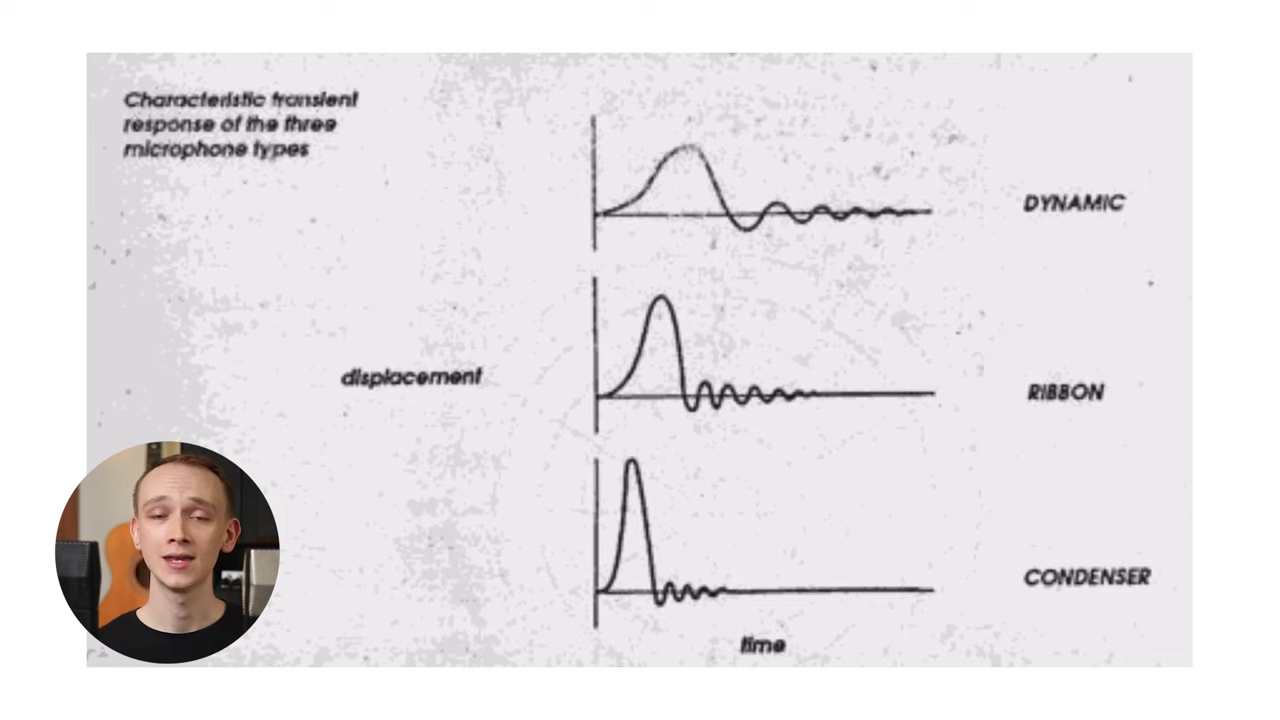 Characteristic transient
response of the three
microphone types
DYNAMIC
displacement
RIBBON
CONDENSER
time